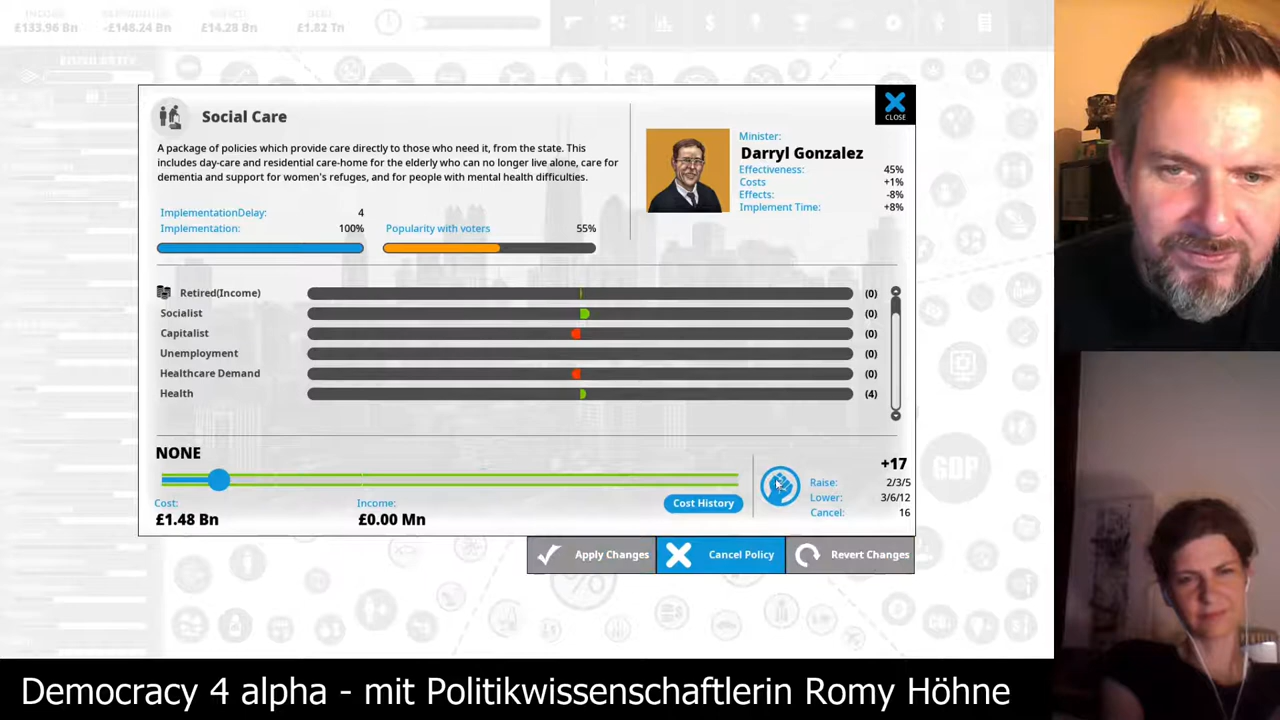 £133.96 Bn
-£148.24 Bn
£14.28 Bn
£1.82 Tn
Social Care
CLOSE
A package of policies which provide care directly to those who need it, from the state. This
includes day-care and residential care-home for the elderly who can no longer live alone, care for
dementia and support for women's refuges, and for people with mental health difficulties.
Minister:
Darryl Gonzalez
Effectiveness: 45%
Costs +1%
Effects: -8%
Implement Time: +8%
ImplementationDelay: 4
Implementation: 100%
Popularity with voters 55%
Retired(Income) (0)
Socialist (0)
Capitalist (0)
Unemployment (0)
Healthcare Demand (0)
Health (4)
NONE
+17
Raise: 2/3/5
Lower: 3/6/12
Cancel: 16
Cost:
£1.48 Bn
Income:
£0.00 Mn
Cost History
Apply Changes
Cancel Policy
Revert Changes
GDP
Democracy 4 alpha - mit Politikwissenschaftlerin Romy Höhne